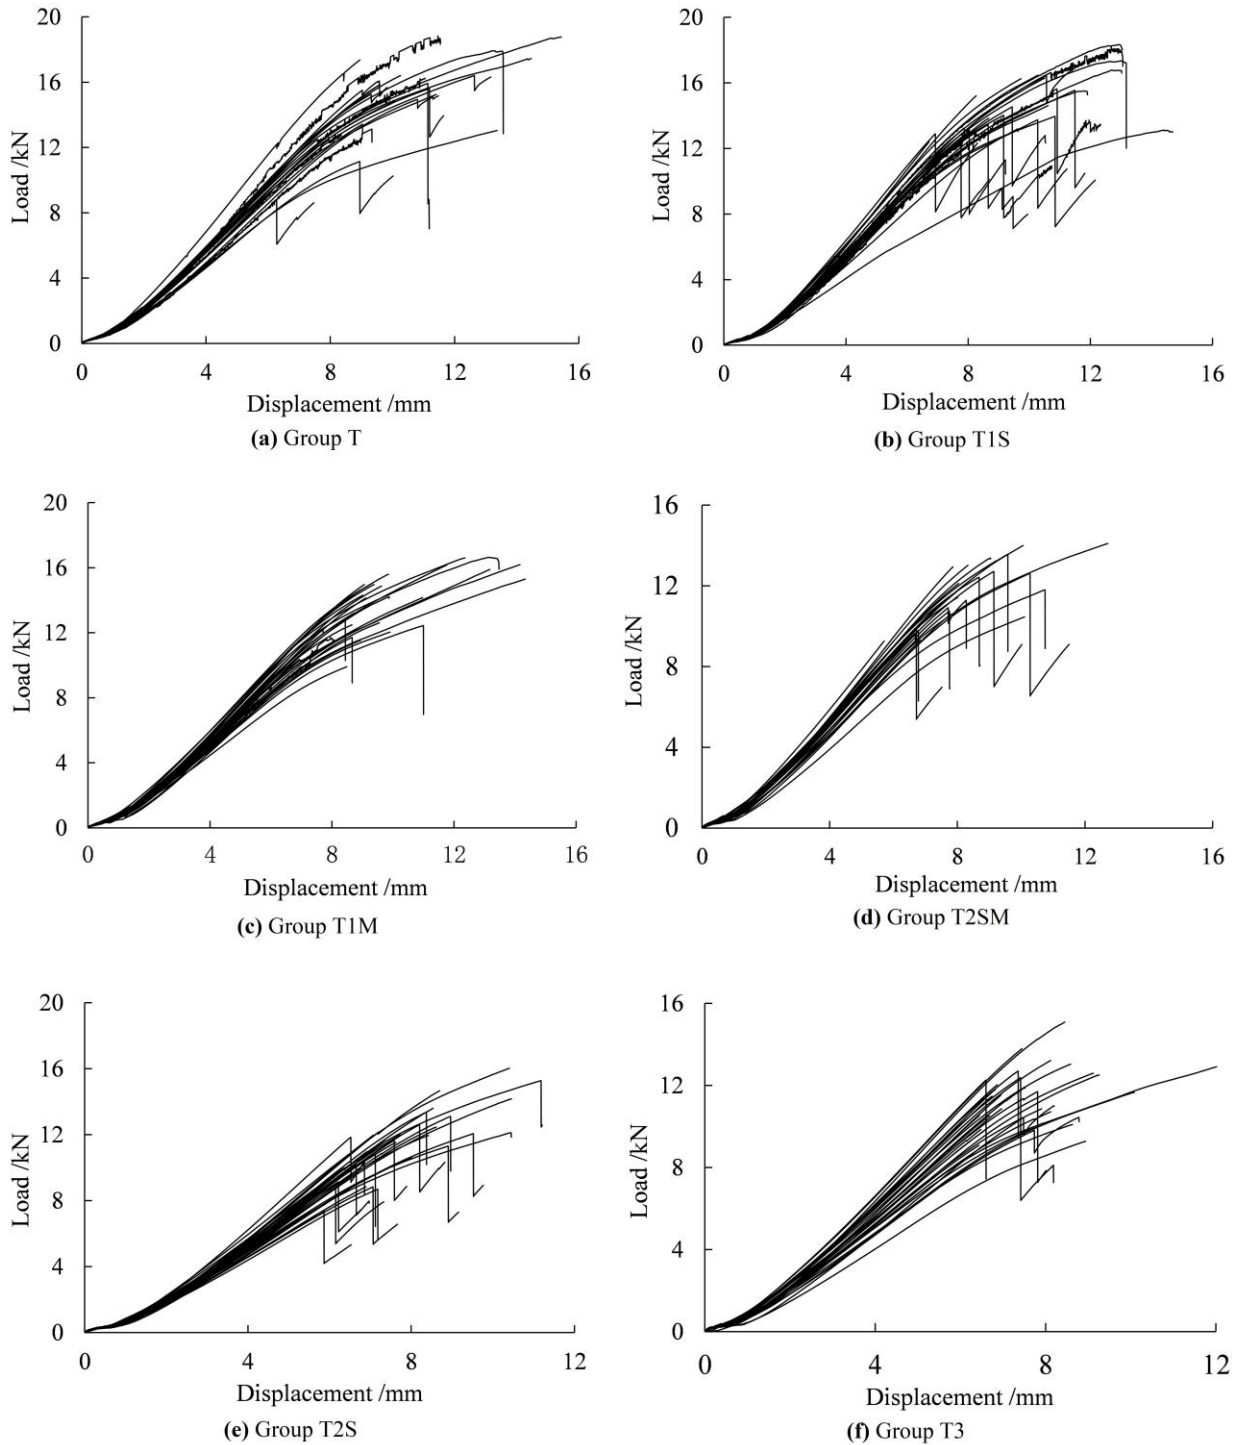 20
16
12
8
4
0
Load /kN
0 4 8 12 16
Displacement /mm
(a) Group T
20
16
12
8
4
0
Load /kN
0 4 8 12 16
Displacement /mm
(b) Group T1S
20
16
12
8
4
0
Load /kN
0 4 8 12 16
Displacement /mm
(c) Group T1M
16
12
8
4
0
Load /kN
0 4 8 12 16
Displacement /mm
(d) Group T2SM
20
16
12
8
4
0
Load /kN
0 4 8 12
Displacement /mm
(e) Group T2S
16
12
8
4
0
Load /kN
0 4 8 12
Displacement /mm
(f) Group T3